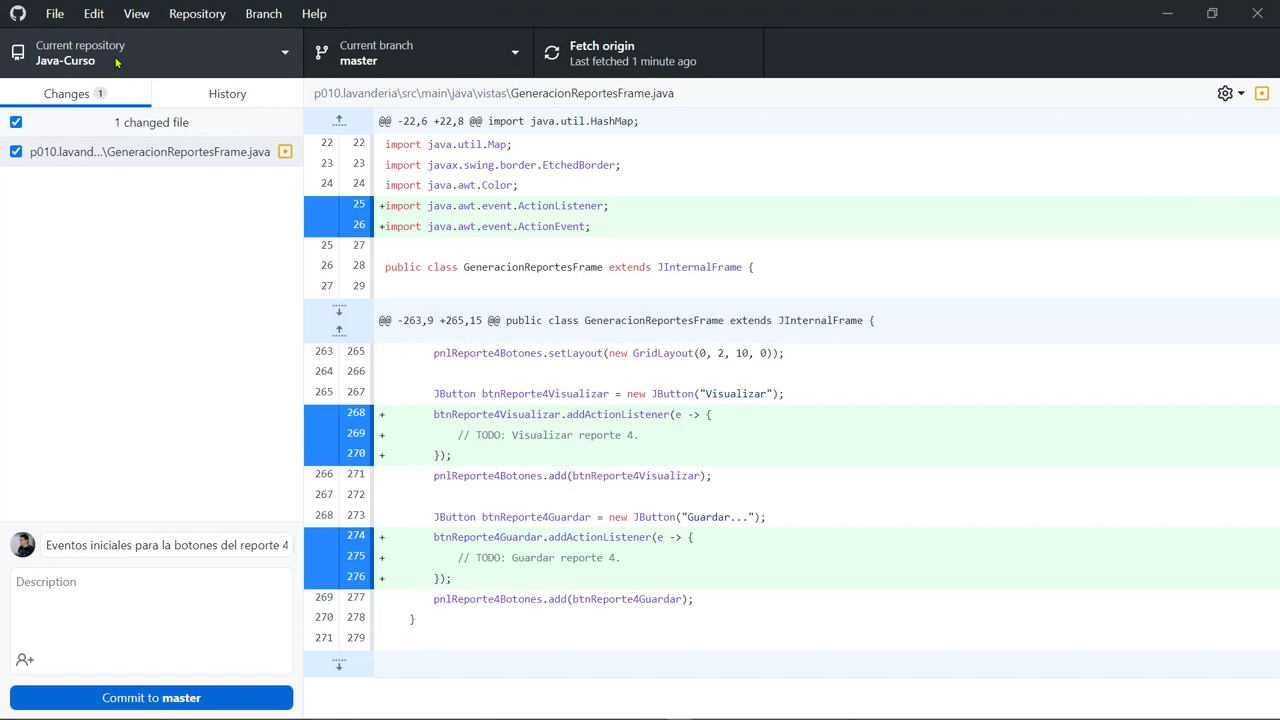 File Edit View Repository Branch Help
Current repository
Java-Curso
Current branch
master
Fetch origin
Last fetched 1 minute ago
Changes 1
History
p010.lavanderia\src\main\java\vistas\GeneracionReportesFrame.java
1 changed file
p010.lavand...\GeneracionReportesFrame.java
@@ -22,6 +22,8 @@ import java.util.HashMap;
22 22 import java.util.Map;
23 23 import javax.swing.border.EtchedBorder;
24 24 import java.awt.Color;
25 +import java.awt.event.ActionListener;
26 +import java.awt.event.ActionEvent;
25 27
26 28 public class GeneracionReportesFrame extends JInternalFrame {
27 29
@@ -263,9 +265,15 @@ public class GeneracionReportesFrame extends JInternalFrame {
263 265 pnlReporte4Botones.setLayout(new GridLayout(0, 2, 10, 0));
264 266
265 267 JButton btnReporte4Visualizar = new JButton("Visualizar");
268 + btnReporte4Visualizar.addActionListener(e -> {
269 + // TODO: Visualizar reporte 4.
270 + });
266 271 pnlReporte4Botones.add(btnReporte4Visualizar);
267 272
268 273 JButton btnReporte4Guardar = new JButton("Guardar...");
274 + btnReporte4Guardar.addActionListener(e -> {
275 + // TODO: Guardar reporte 4.
276 + });
269 277 pnlReporte4Botones.add(btnReporte4Guardar);
270 278 }
271 279
Eventos iniciales para la botones del reporte 4
Description
Commit to master